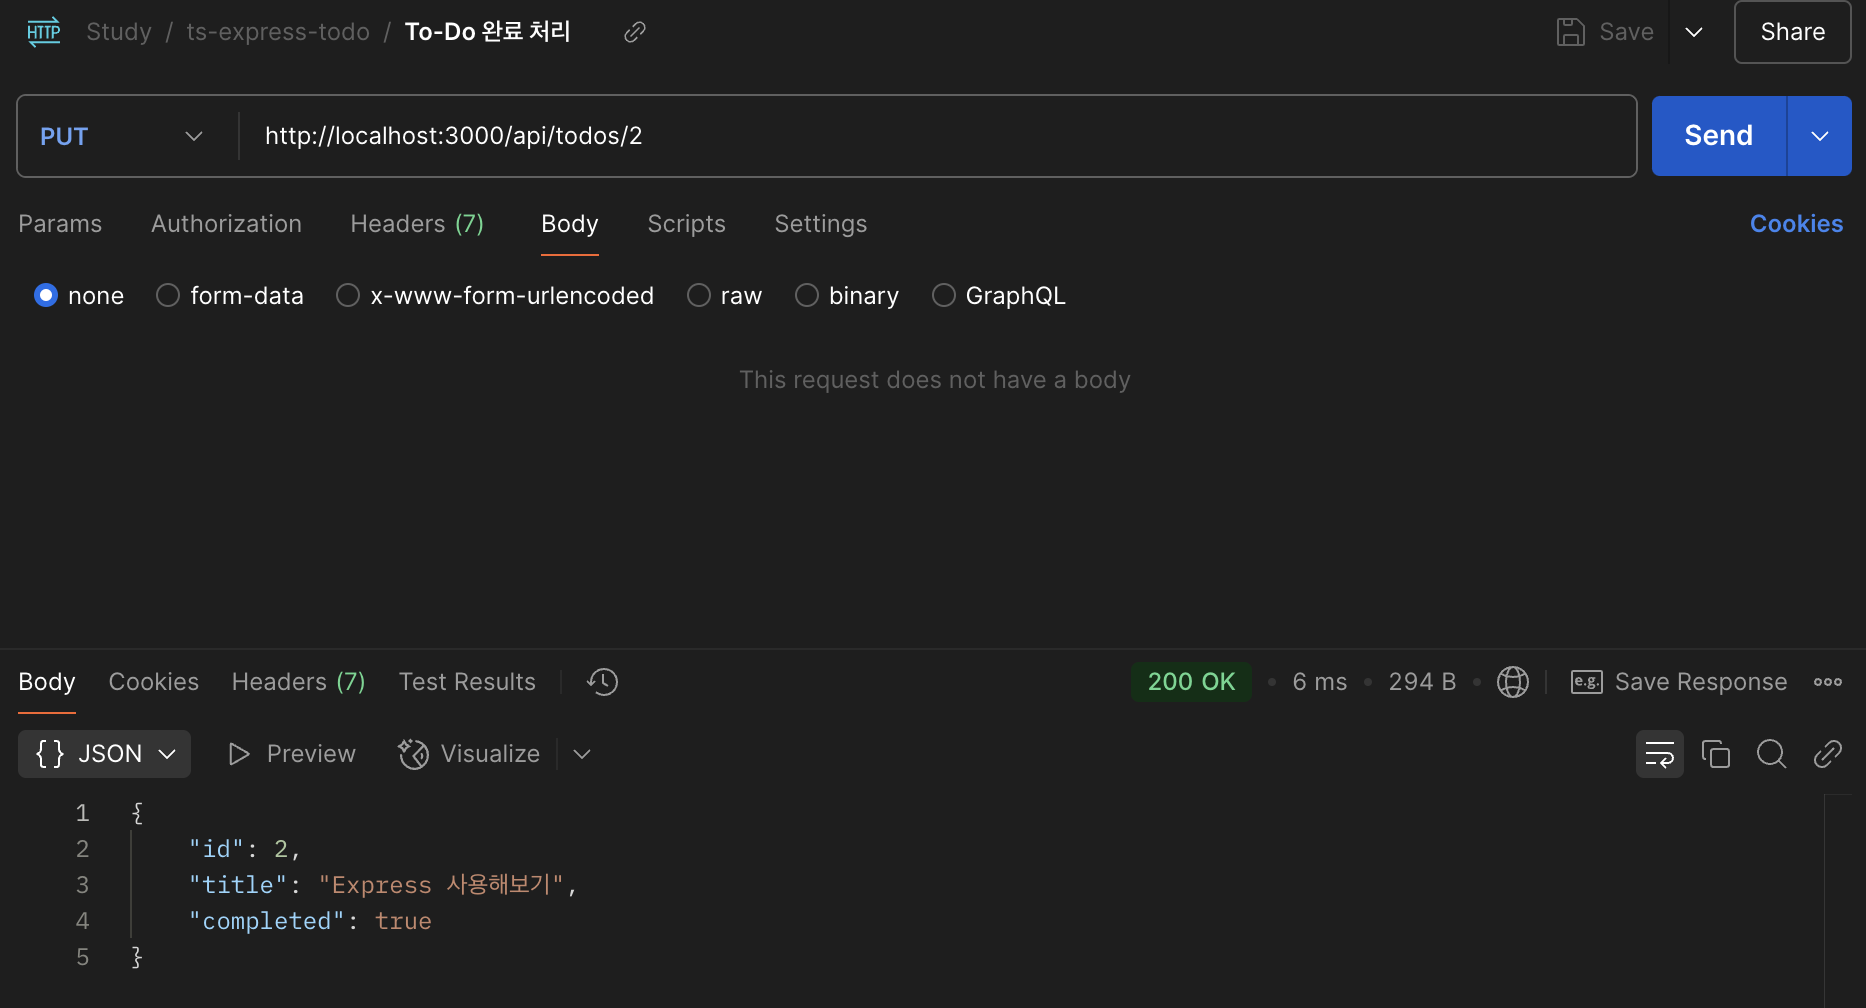 HTTP Study / ts-express-todo / To-Do 완료 처리 Save Share
PUT http://localhost:3000/api/todos/2 Send
Params Authorization Headers (7) Body Scripts Settings Cookies
none form-data x-www-form-urlencoded raw binary GraphQL
This request does not have a body
Body Cookies Headers (7) Test Results 200 OK • 6 ms • 294 B • e.g. Save Response
{} JSON Preview Visualize
1 {
2 "id": 2,
3 "title": "Express 사용해보기",
4 "completed": true
5 }